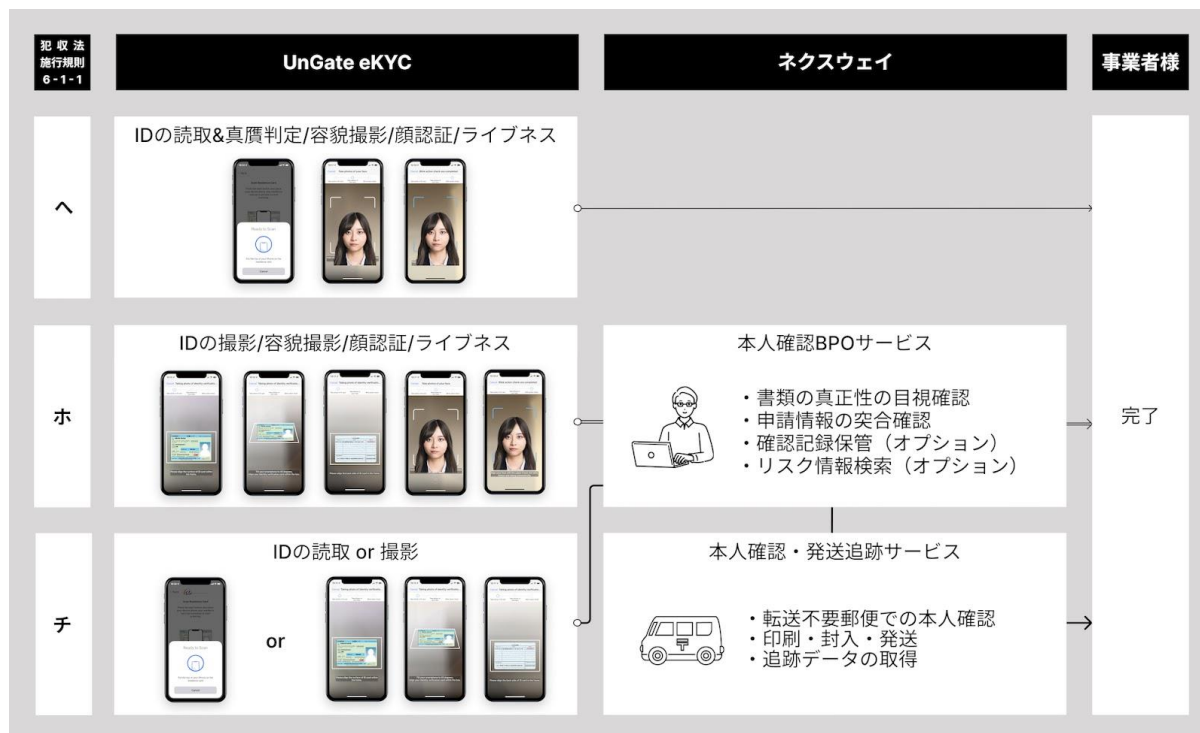 犯収法
施行規則
6-1-1
UnGate eKYC
ネクスウェイ
事業者様
ヘ
IDの読取&真贋判定/容貌撮影/顔認証/ライブネス
ホ
IDの撮影/容貌撮影/顔認証/ライブネス
本人確認BPOサービス
・書類の真正性の目視確認
・申請情報の突合確認
・確認記録保管（オプション）
・リスク情報検索（オプション）
完了
チ
IDの読取 or 撮影
or
本人確認・発送追跡サービス
・転送不要郵便での本人確認
・印刷・封入・発送
・追跡データの取得